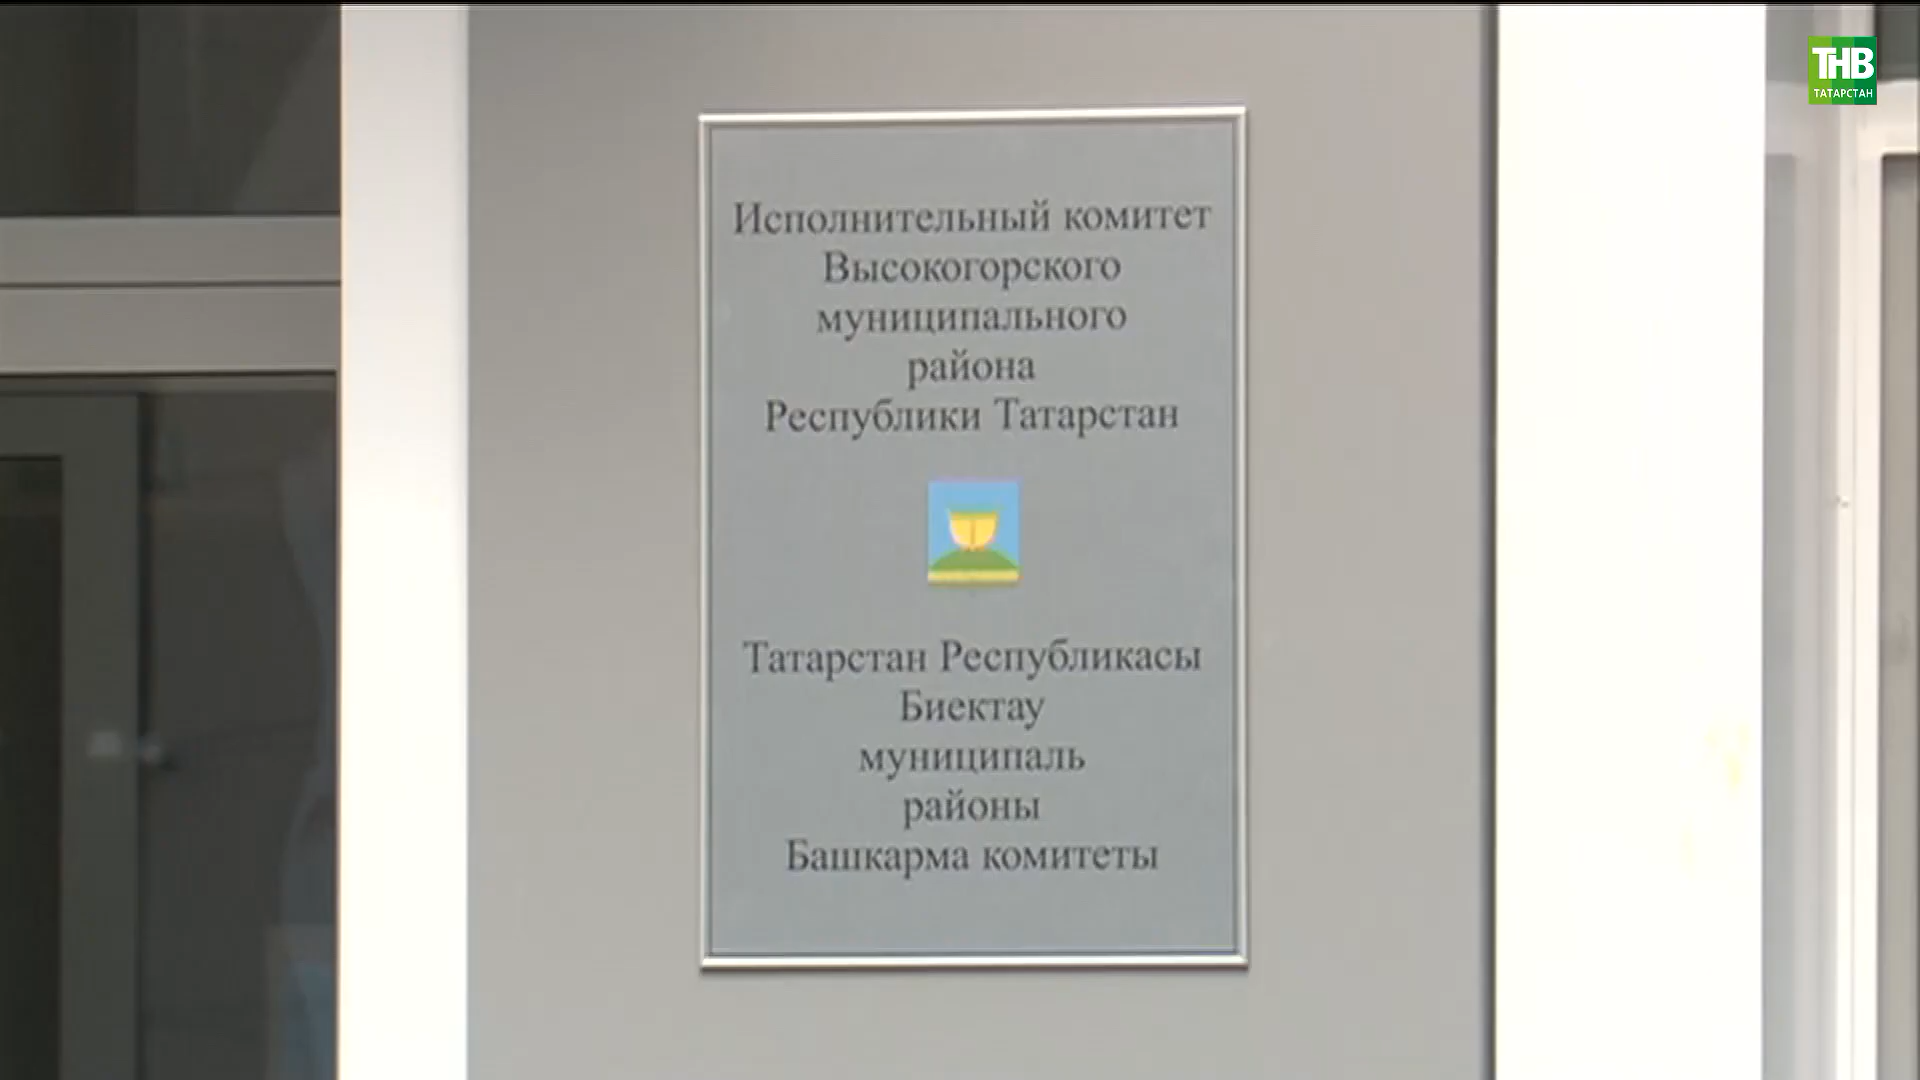 ТНВ
ТАТАРСТАН
Исполнительный комитет
Высокогорского
муниципального
района
Республики Татарстан
Татарстан Республикасы
Биектау
муниципаль
районы
Башкарма комитеты